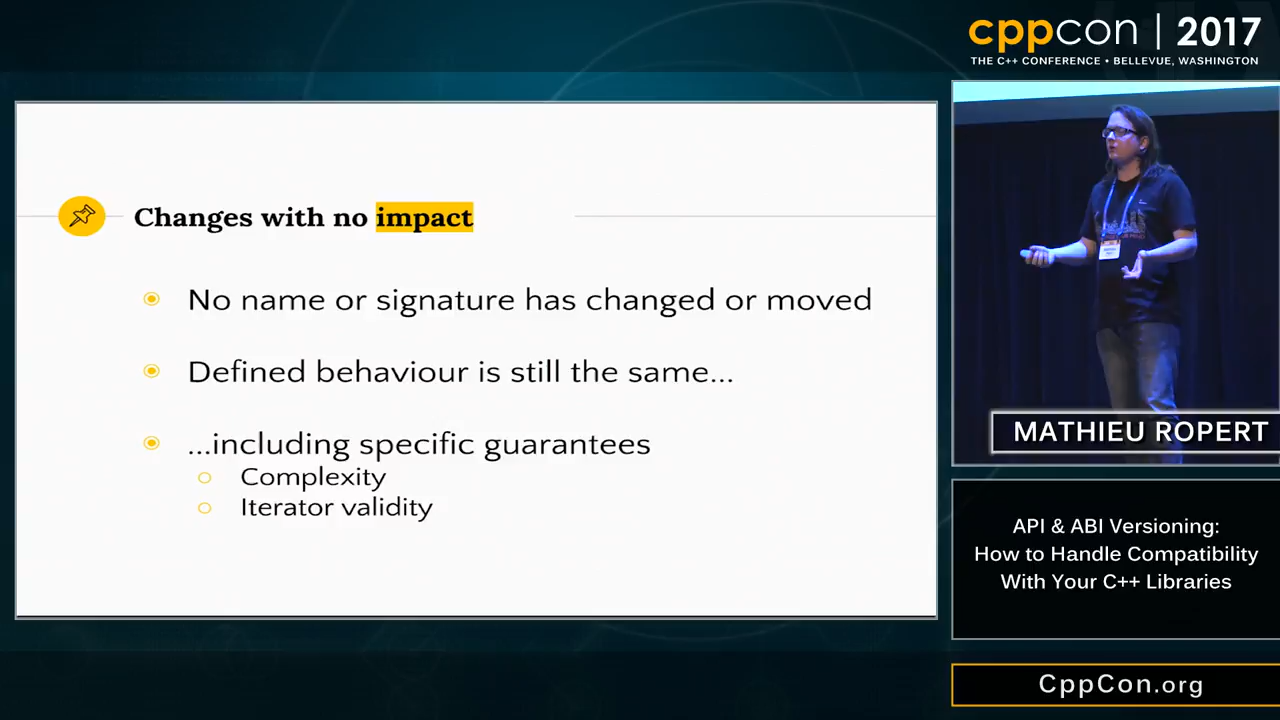 cppcon | 2017
THE C++ CONFERENCE • BELLEVUE, WASHINGTON
Changes with no impact
No name or signature has changed or moved
Defined behaviour is still the same...
...including specific guarantees
Complexity
Iterator validity
MATHIEU ROPERT
API & ABI Versioning:
How to Handle Compatibility
With Your C++ Libraries
CppCon.org